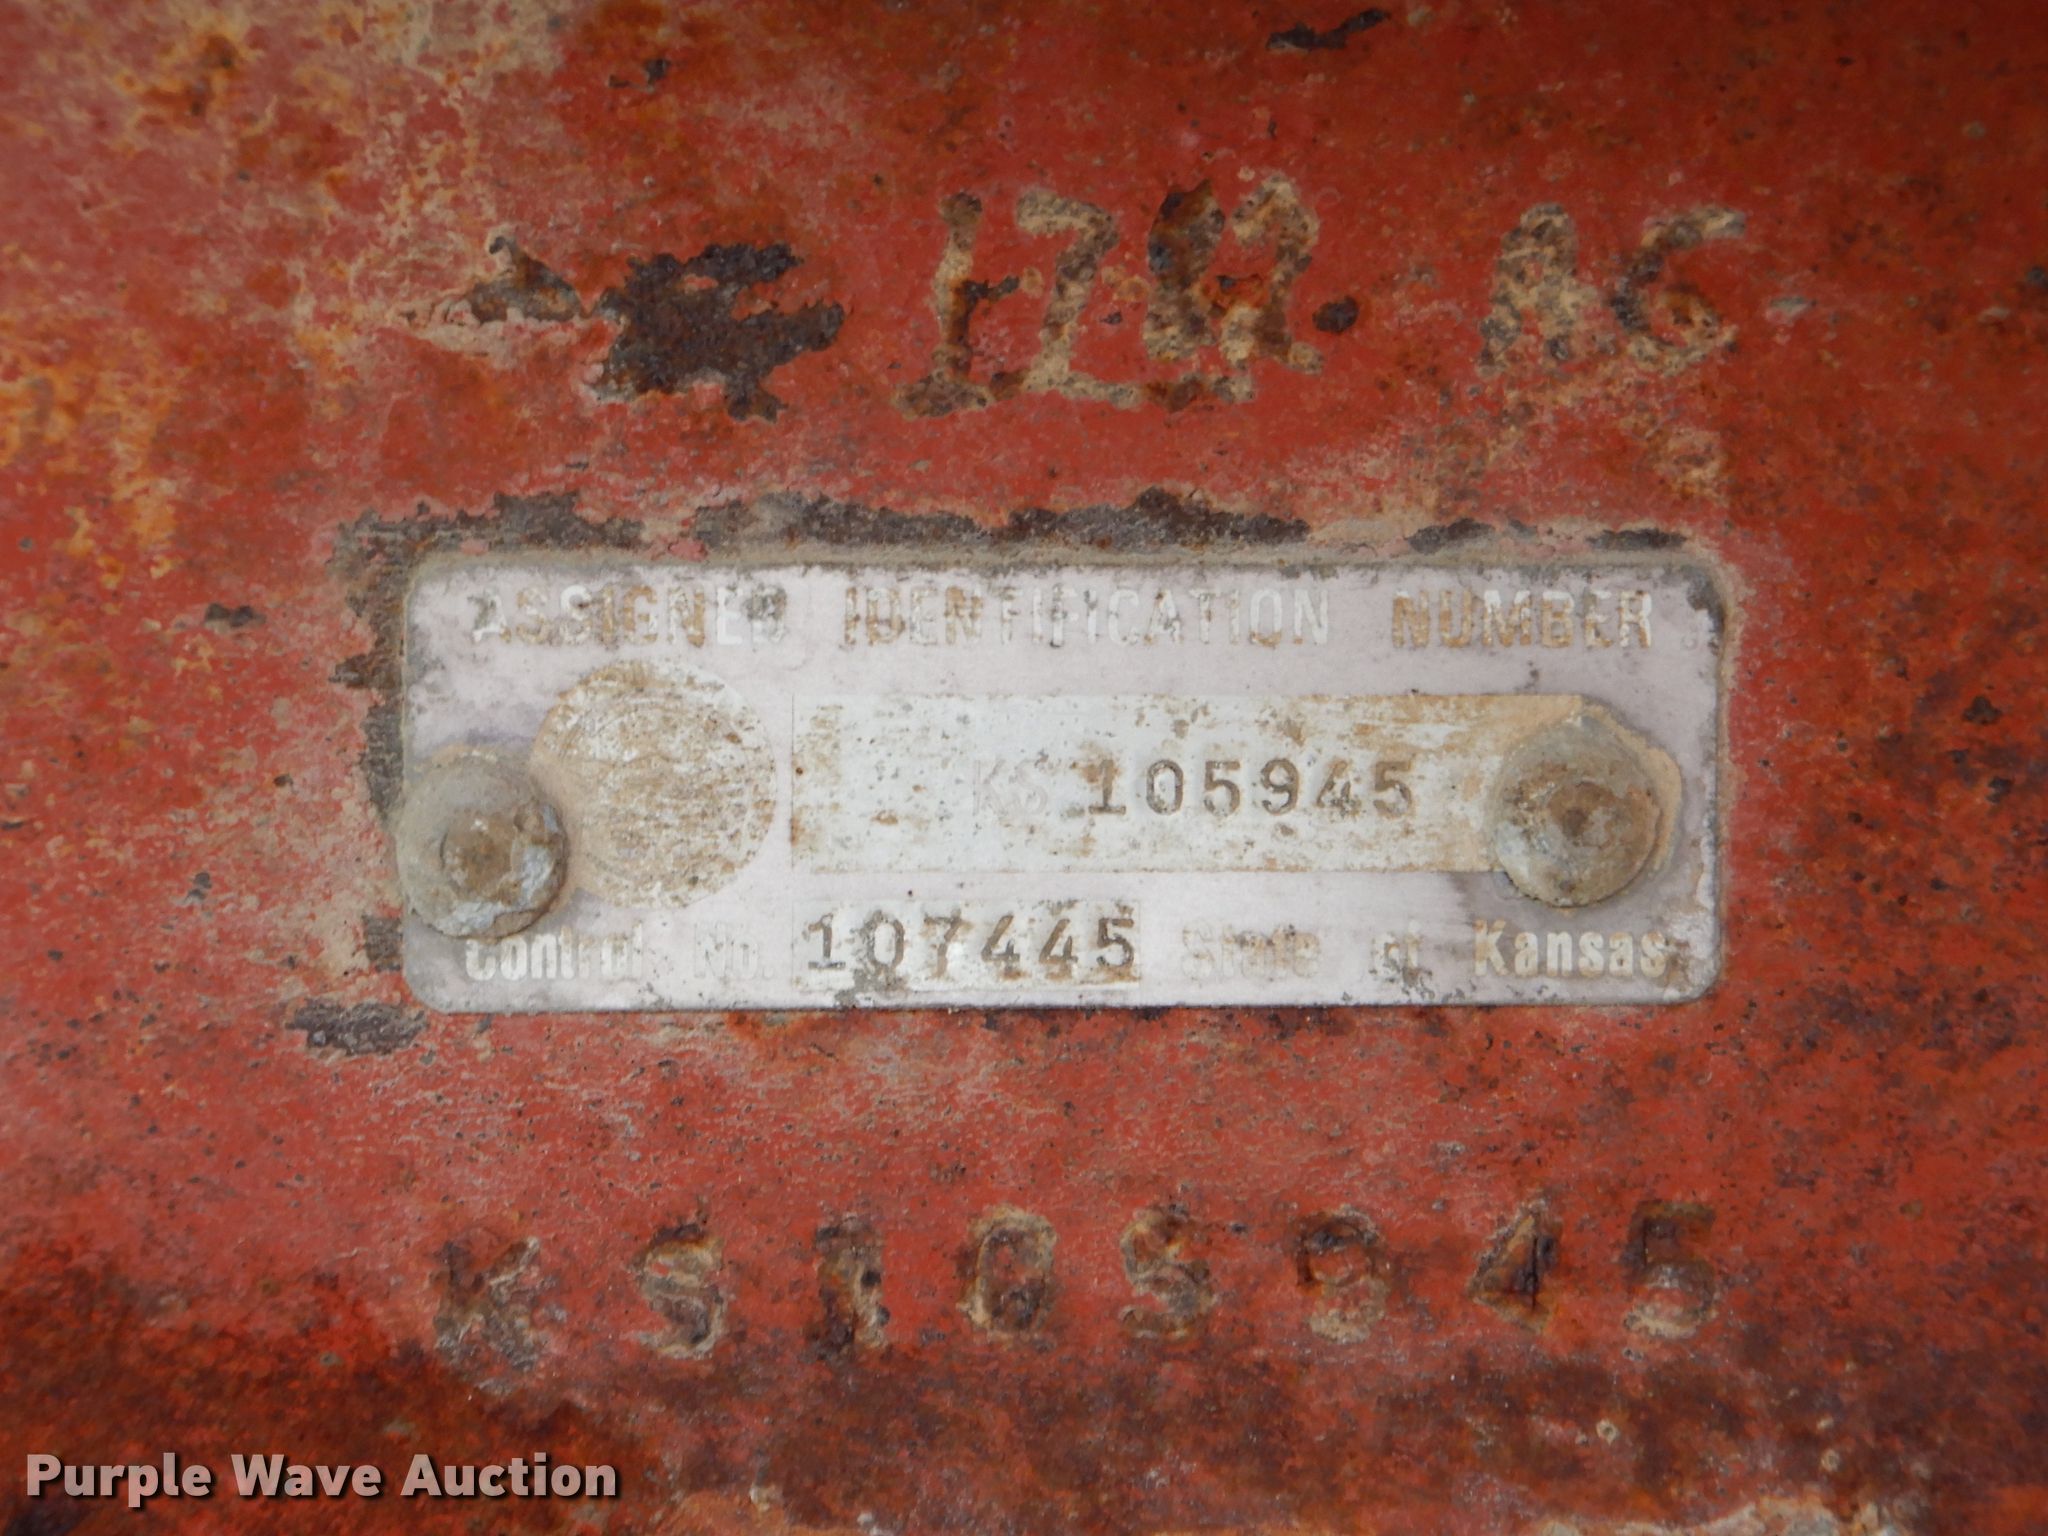 ASSIGNED IDENTIFICATION NUMBER
KS 105945
Control No. 107445 State of Kansas
KS105945
Purple Wave Auction